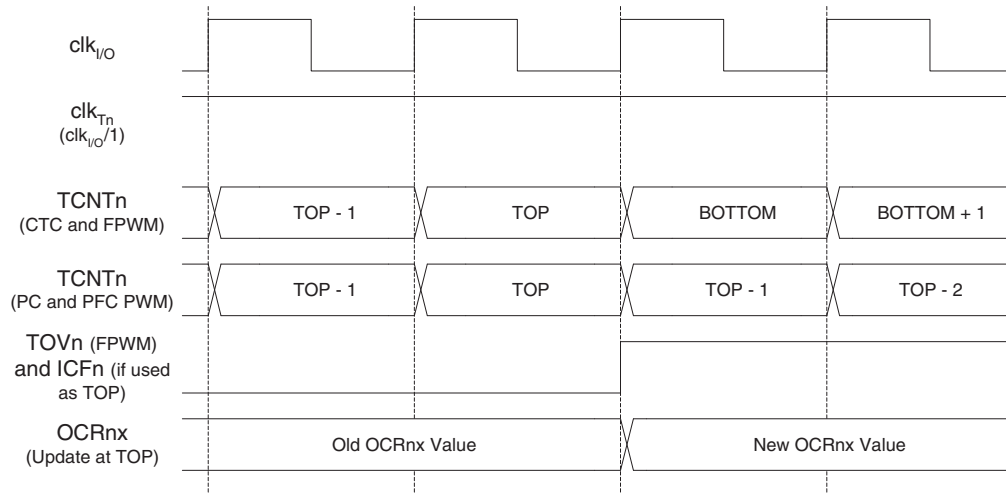 clkI/O
clkTn
(clkI/O/1)
TCNTn
(CTC and FPWM)
TOP - 1
TOP
BOTTOM
BOTTOM + 1
TCNTn
(PC and PFC PWM)
TOP - 1
TOP
TOP - 1
TOP - 2
TOVn (FPWM)
and ICFn (if used
as TOP)
OCRnx
(Update at TOP)
Old OCRnx Value
New OCRnx Value